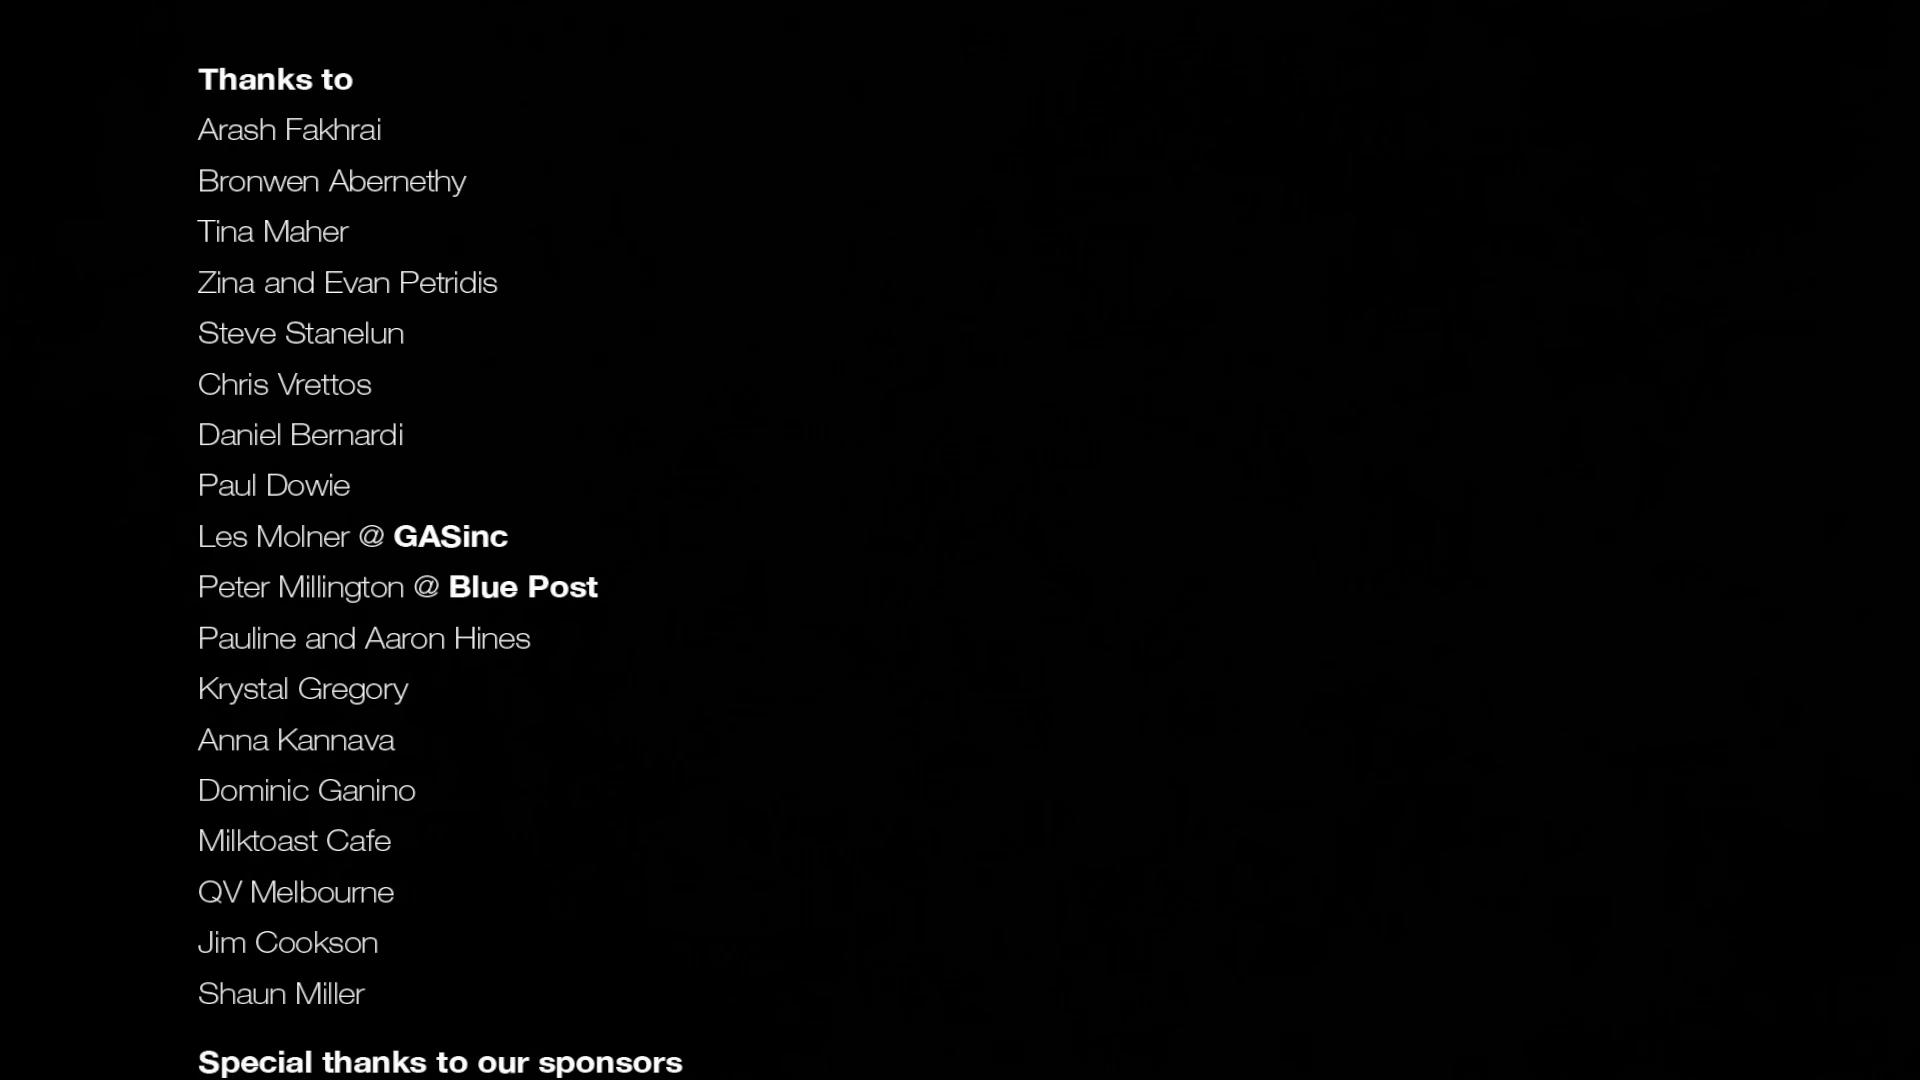 Thanks to
Arash Fakhrai
Bronwen Abernethy
Tina Maher
Zina and Evan Petridis
Steve Stanelun
Chris Vrettos
Daniel Bernardi
Paul Dowie
Les Molner @ GASinc
Peter Millington @ Blue Post
Pauline and Aaron Hines
Krystal Gregory
Anna Kannava
Dominic Ganino
Milktoast Cafe
QV Melbourne
Jim Cookson
Shaun Miller
Special thanks to our sponsors